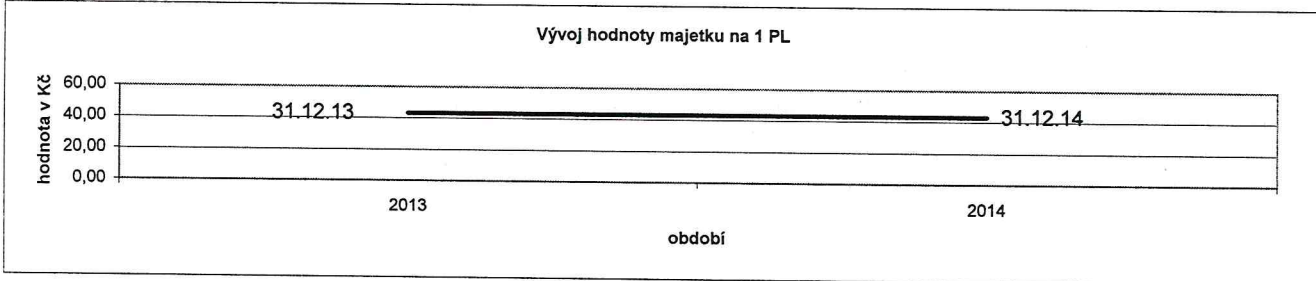 Vývoj hodnoty majetku na 1 PL
hodnota v Kč
60,00
40,00
20,00
0,00
31.12.13
31.12.14
2013
2014
období